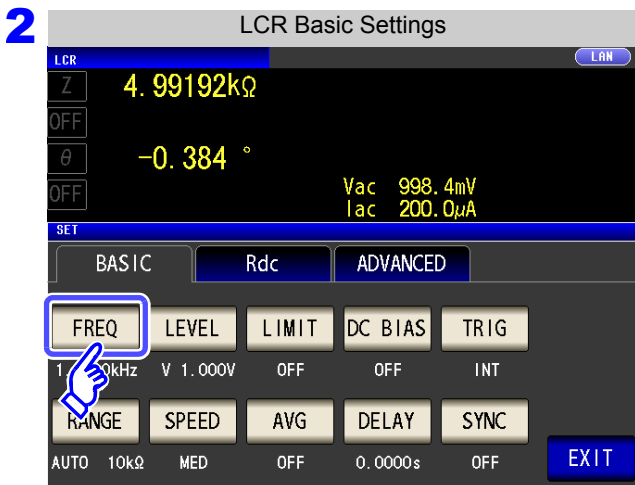 2
LCR Basic Settings
LCR
LAN
Z 4.99192kΩ
OFF
θ -0.384 °
OFF
Vac 998.4mV
Iac 200.0μA
SET
BASIC Rdc ADVANCED
FREQ LEVEL LIMIT DC BIAS TRIG
V 1.000V OFF OFF INT
RANGE SPEED AVG DELAY SYNC
AUTO 10kΩ MED OFF 0.0000s OFF
EXIT